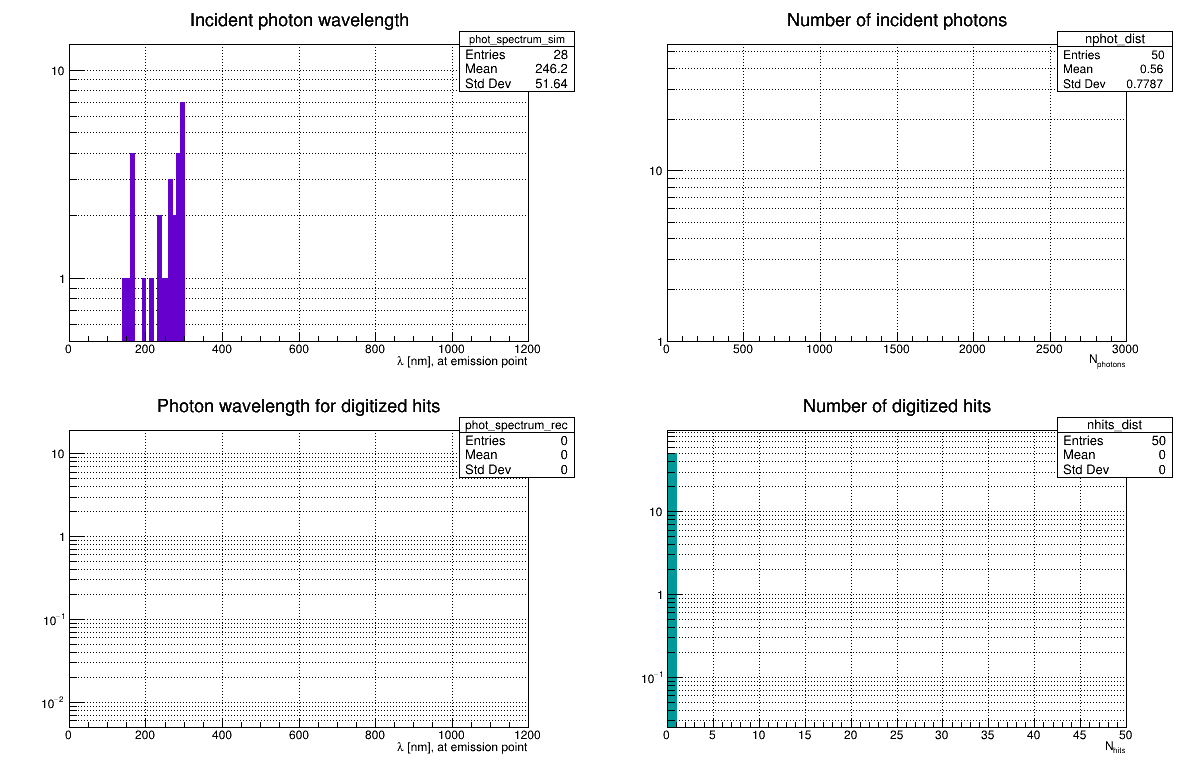 Incident photon wavelength
phot_spectrum_sim
Entries 28
Mean 246.2
Std Dev 51.64
10
1
0 200 400 600 800 1000 1200
λ [nm], at emission point
Number of incident photons
nphot_dist
Entries 50
Mean 0.56
Std Dev 0.7787
10
1
0 500 1000 1500 2000 2500 3000
N_photons
Photon wavelength for digitized hits
phot_spectrum_rec
Entries 0
Mean 0
Std Dev 0
10
1
10⁻¹
10⁻²
0 200 400 600 800 1000 1200
λ [nm], at emission point
Number of digitized hits
nhits_dist
Entries 50
Mean 0
Std Dev 0
10
1
10⁻¹
0 5 10 15 20 25 30 35 40 45 50
N_hits